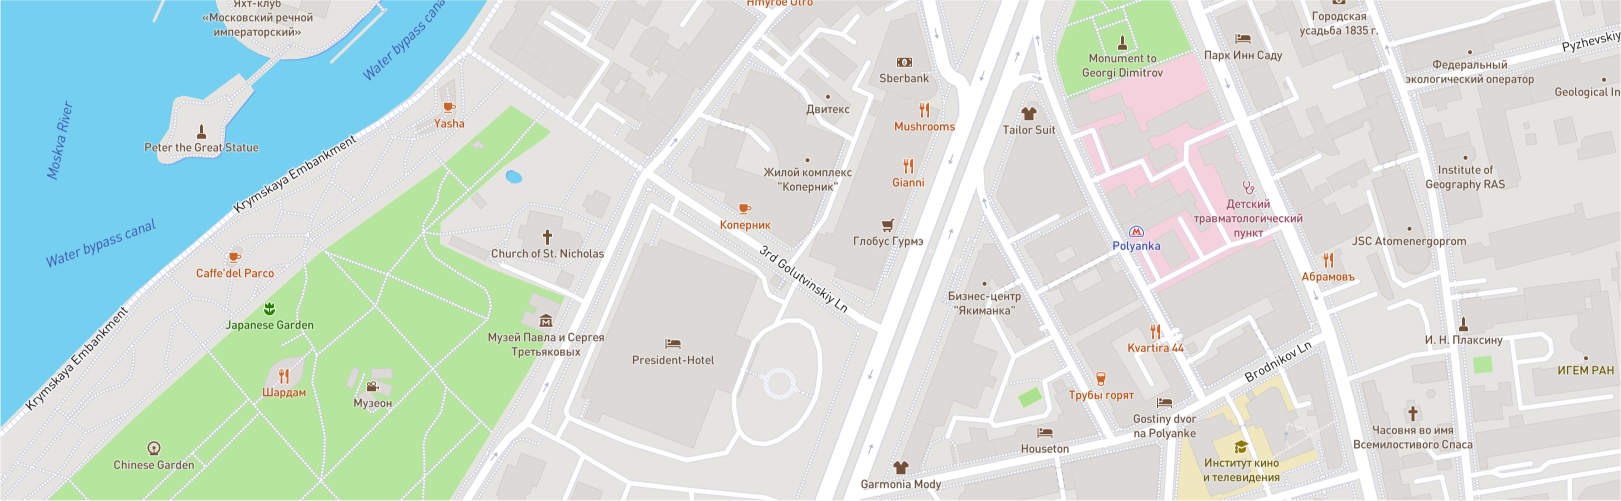 Яхт-клуб
«Московский речной
императорский»
Water bypass canal
Moskva River
Peter the Great Statue
Krymskaya Embankment
Yasha
Water bypass canal
Caffe'del Parco
Krymskaya Embankment
Japanese Garden
Шардам
Музеон
Chinese Garden
Church of St. Nicholas
Музей Павла и Сергея
Третьяковых
President-Hotel
Двитекс
Жилой комплекс
"Коперник"
Коперник
3rd Golutvinskiy Ln
Sberbank
Mushrooms
Gianni
Глобус Гурмэ
Tailor Suit
Monument to
Georgi Dimitrov
Парк Инн Саду
Городская
усадьба 1835 г.
Pyzhevskiy
Федеральный
экологический оператор
Geological In
Institute of
Geography RAS
Детский
травматологический
пункт
Polyanka
JSC Atomenergoprom
Абрамовъ
Бизнес-центр
"Якиманка"
Kvartira 44
Brodnikov Ln
И. Н. Плаксину
ИГЕМ РАН
Трубы горят
Gostiny dvor
na Polyanke
Houseton
Garmonia Mody
Институт кино
и телевидения
Часовня во имя
Всемилостивого Спаса